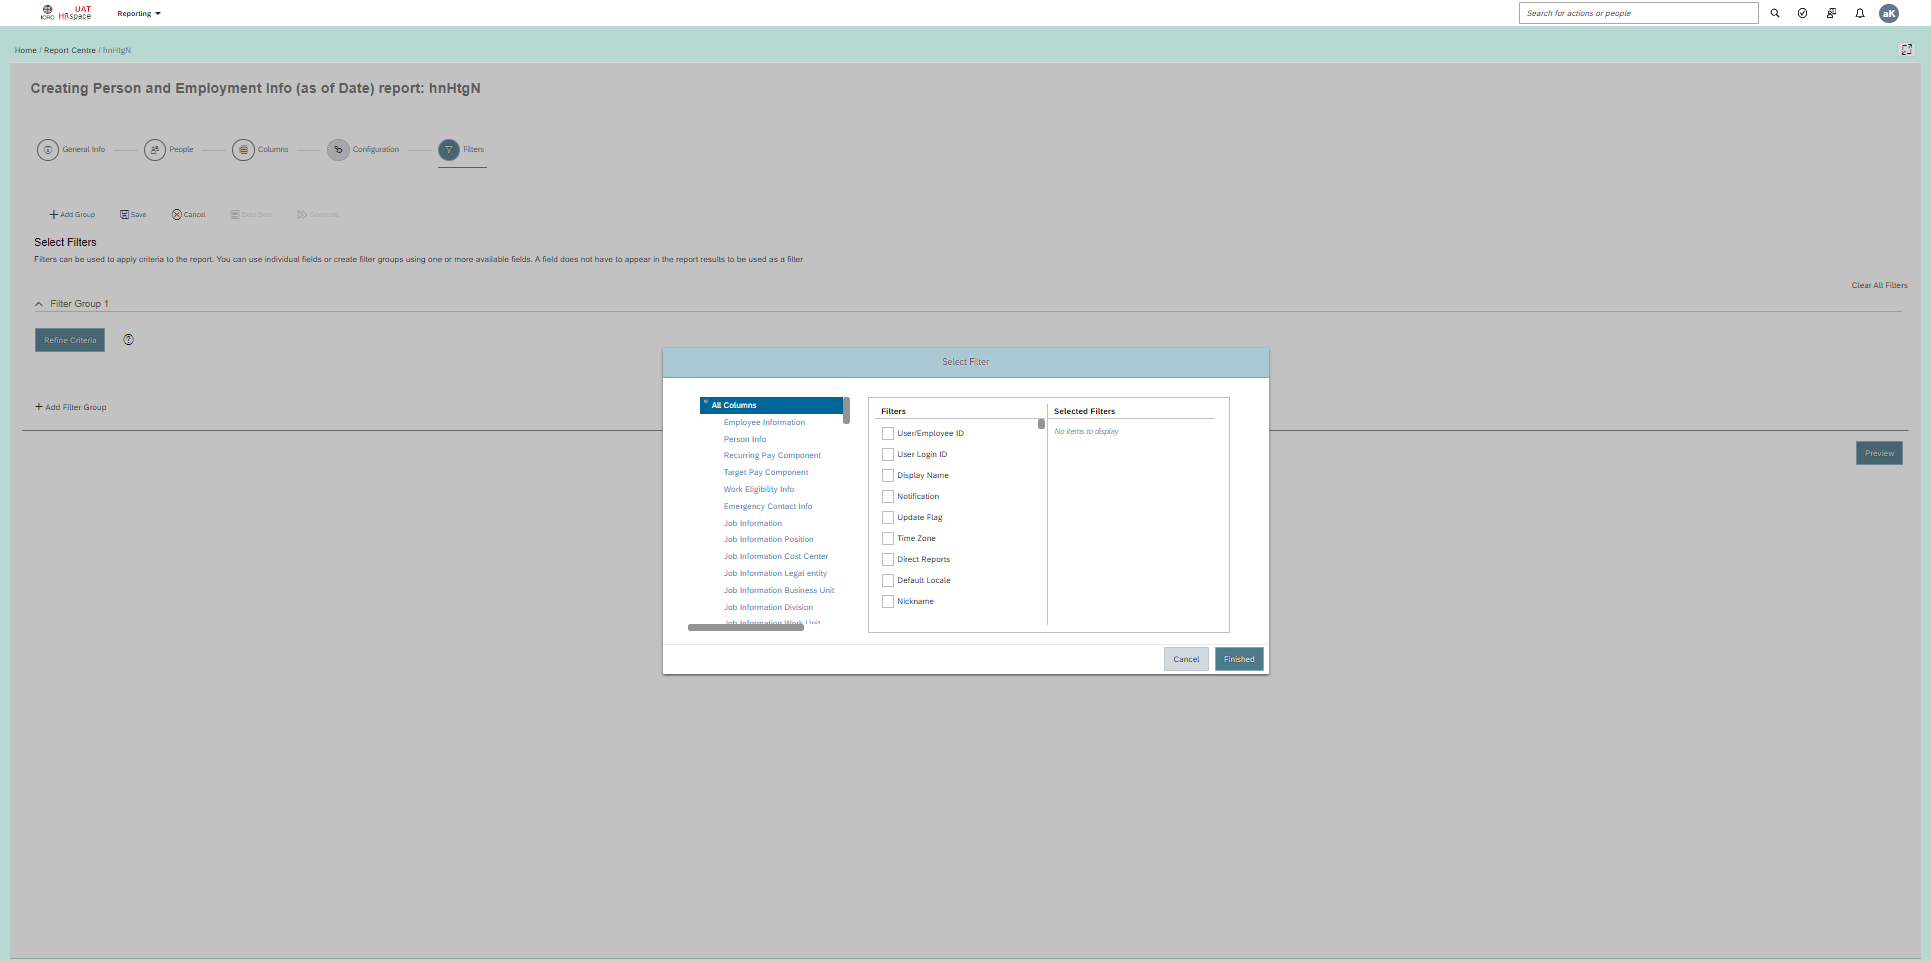 UAT
ICRC HRspace
Reporting
Search for actions or people
aK
Home / Report Centre / hnHtgN
Creating Person and Employment Info (as of Date) report: hnHtgN
General Info
People
Columns
Configuration
Filters
Add Group
Save
Cancel
Data Sets
Generate
Select Filters
Filters can be used to apply criteria to the report. You can use individual fields or create filter groups using one or more available fields. A field does not have to appear in the report results to be used as a filter
Clear All Filters
Filter Group 1
Refine Criteria
Add Filter Group
Preview
Select Filter
All Columns
Employee Information
Person Info
Recurring Pay Component
Target Pay Component
Work Eligibility Info
Emergency Contact Info
Job Information
Job Information Position
Job Information Cost Center
Job Information Legal entity
Job Information Business Unit
Job Information Division
Job Information Work Unit
Filters
User/Employee ID
User Login ID
Display Name
Notification
Update Flag
Time Zone
Direct Reports
Default Locale
Nickname
Selected Filters
No items to display
Cancel
Finished